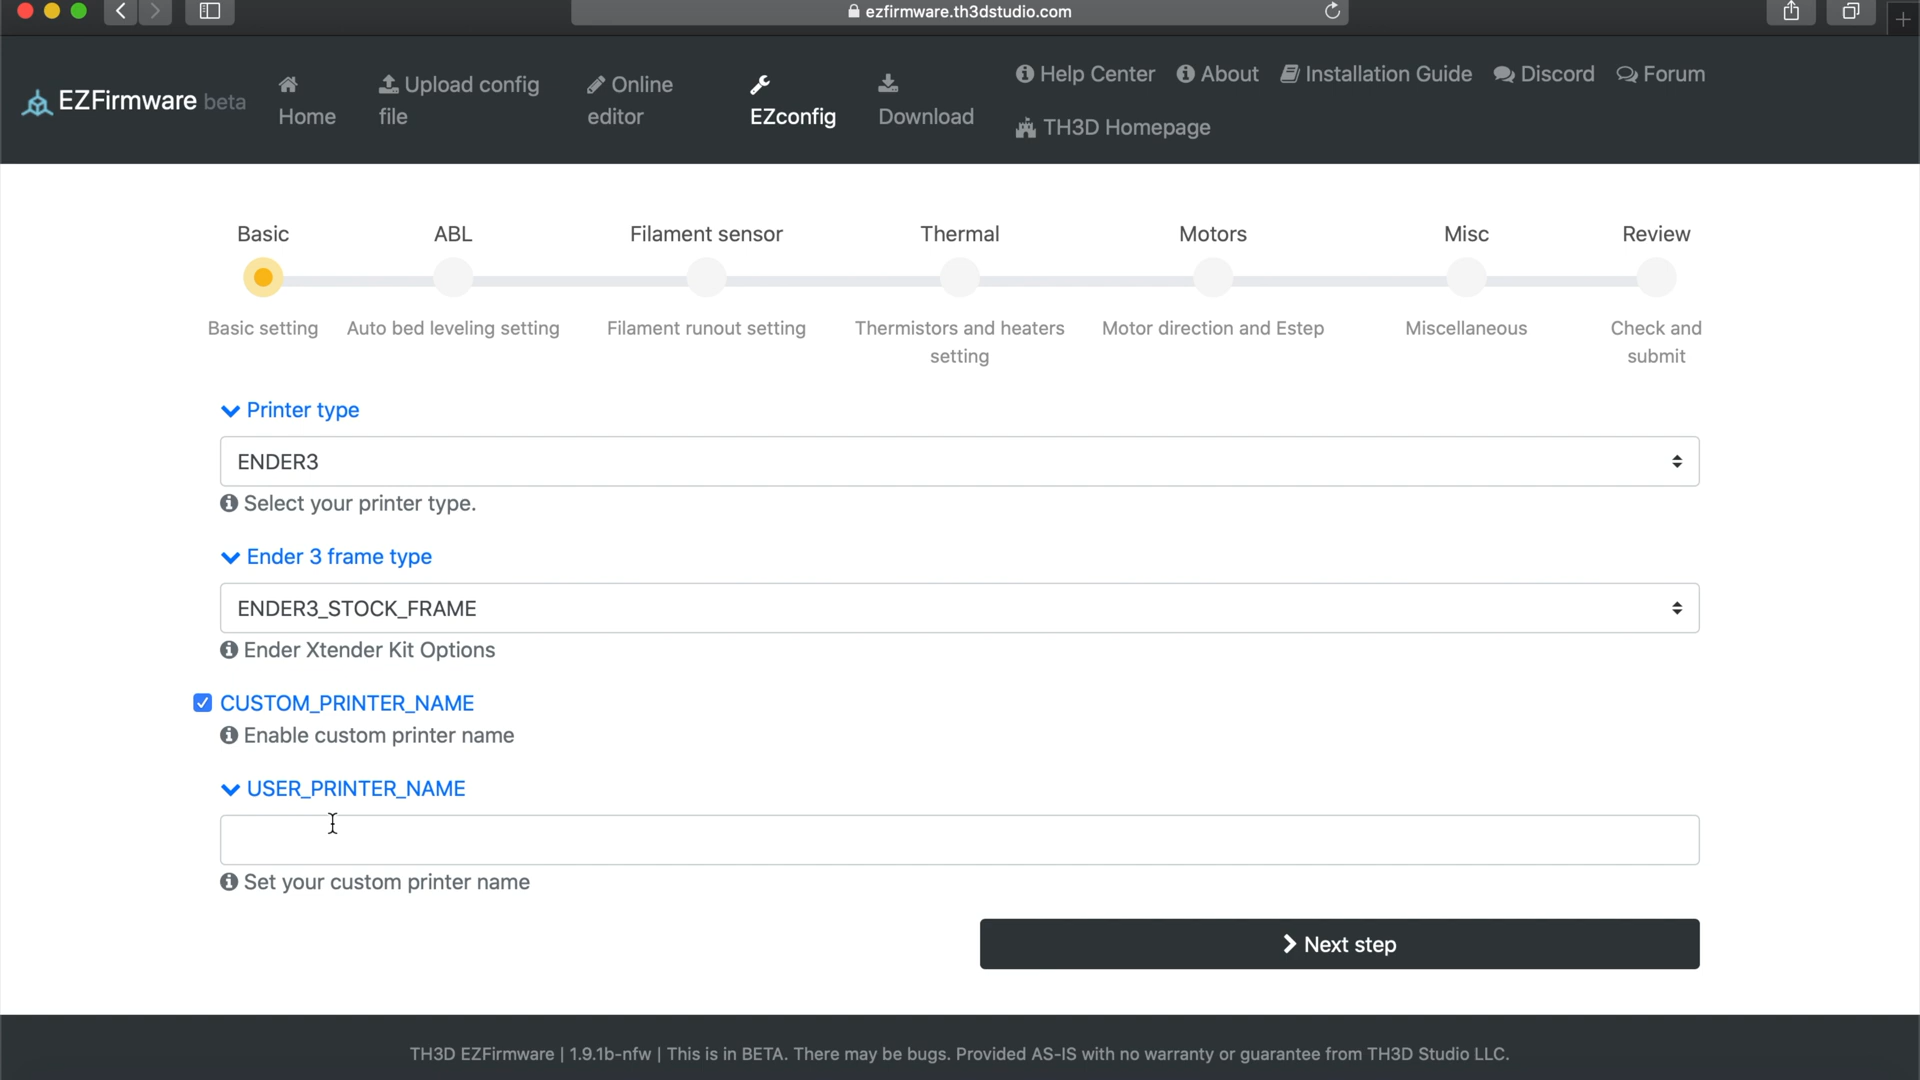 ezfirmware.th3dstudio.com
EZFirmware beta
Home
Upload config
file
Online
editor
EZconfig
Download
Help Center
About
Installation Guide
Discord
Forum
TH3D Homepage
Basic
ABL
Filament sensor
Thermal
Motors
Misc
Review
Basic setting
Auto bed leveling setting
Filament runout setting
Thermistors and heaters
setting
Motor direction and Estep
Miscellaneous
Check and
submit
Printer type
ENDER3
Select your printer type.
Ender 3 frame type
ENDER3_STOCK_FRAME
Ender Xtender Kit Options
CUSTOM_PRINTER_NAME
Enable custom printer name
USER_PRINTER_NAME
Set your custom printer name
Next step
TH3D EZFirmware | 1.9.1b-nfw | This is in BETA. There may be bugs. Provided AS-IS with no warranty or guarantee from TH3D Studio LLC.